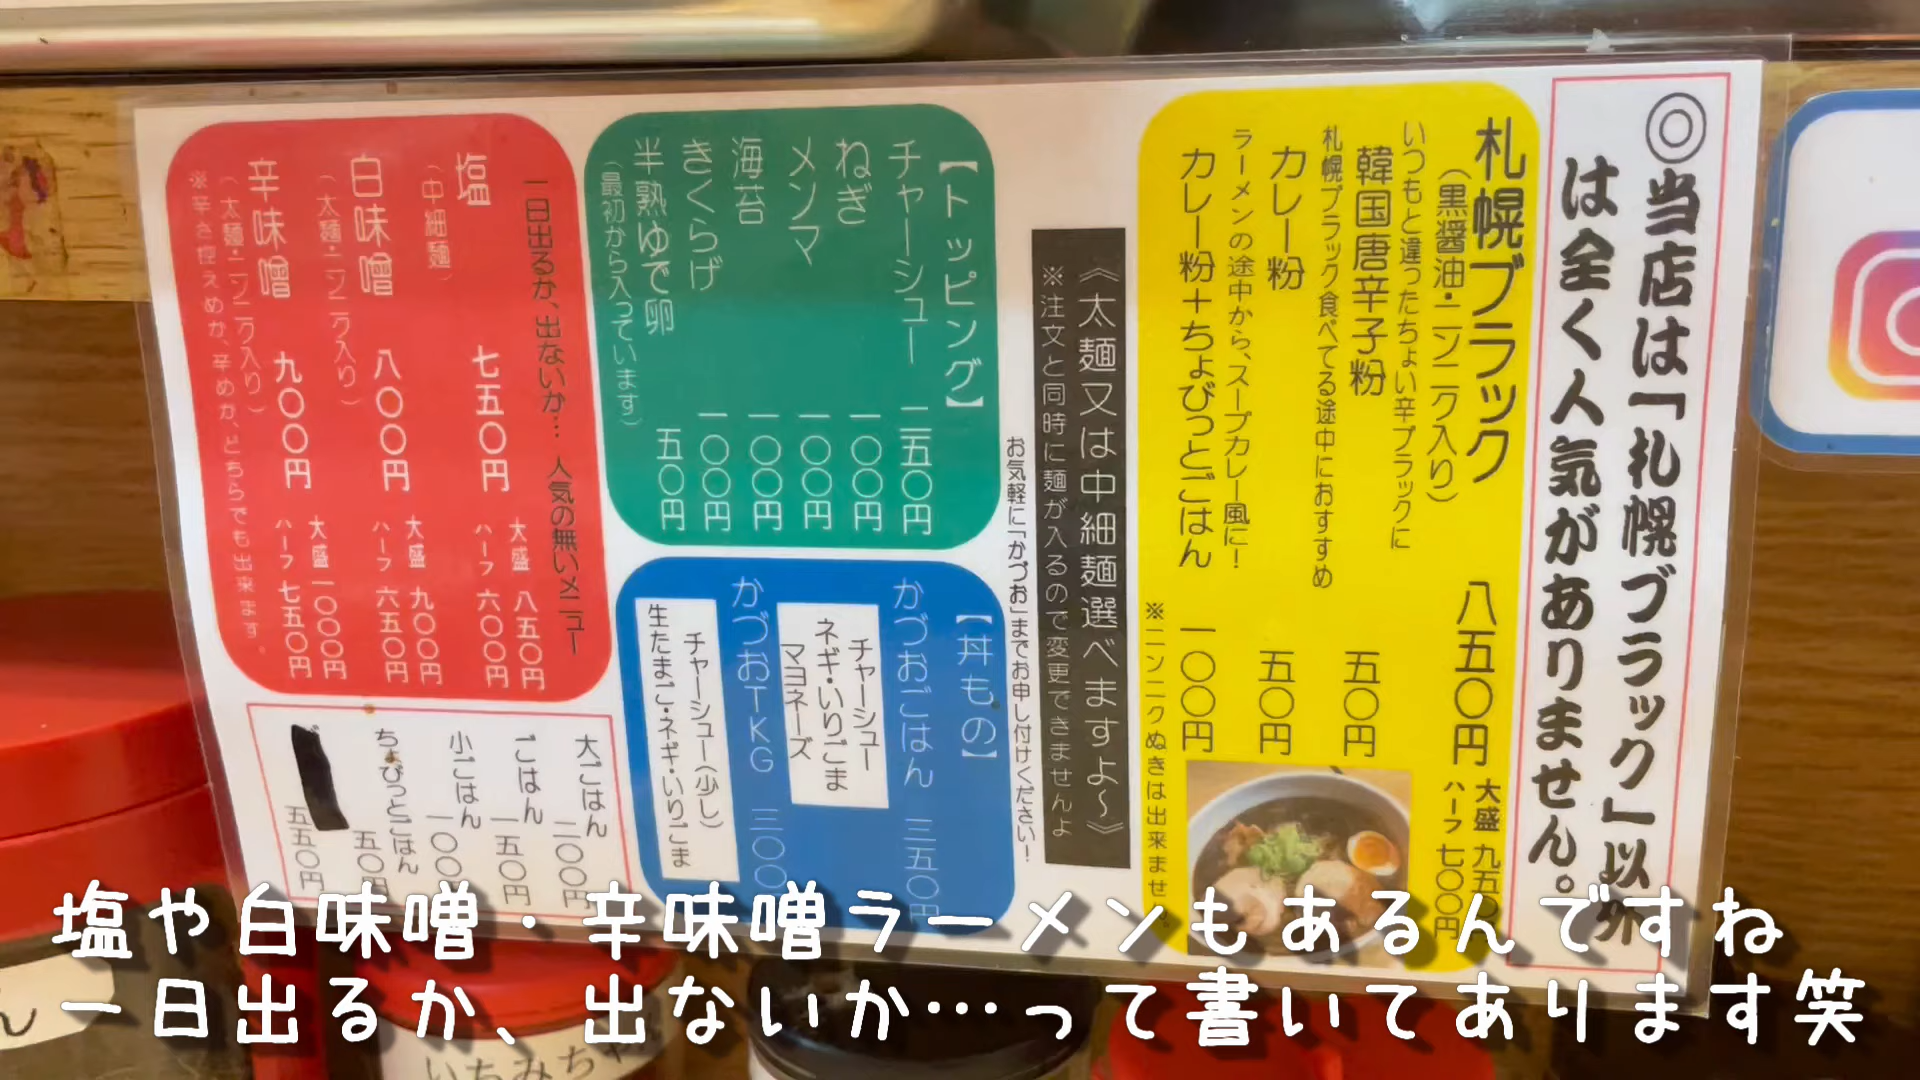 ◎当店は「札幌ブラック」以外
は全く人気がありません。
札幌ブラック 八五〇円 大盛 九五〇円
（黒醤油・ニンニク入り） ハーフ 七〇〇円
いつもと違ったちょい辛ブラックに
韓国唐辛子粉 五〇円
札幌ブラック食べてる途中におすすめ
カレー粉 五〇円
ラーメンの途中から、スープカレー風に！
カレー粉＋ちょびっとごはん 一〇〇円
※ニンニクぬきは出来ません。
《太麺又は中細麺選べますよ～》
※注文と同時に麺が入るので変更できませんよ
お気軽に「かづお」までお申し付けください！
【トッピング】
チャーシュー 二五〇円
ねぎ 一〇〇円
メンマ 一〇〇円
海苔 一〇〇円
きくらげ 一〇〇円
半熟ゆで卵 五〇円
（最初から入っています）
【丼もの】
かづおごはん 三五〇円
チャーシュー
ネギ・いりごま
マヨネーズ
かづおTKG 三〇〇
チャーシュー（少し）
生たまご・ネギ・いりごま
一日出るか、出ないか… 人気の無いメニュー
塩 七五〇円 大盛 八五〇円
（中細麺） ハーフ 六〇〇円
白味噌 八〇〇円 大盛 九〇〇円
（太麺・ニンニク入り） ハーフ 六五〇円
辛味噌 九〇〇円 大盛 一〇〇〇円
（太麺・ニンニク入り） ハーフ 七五〇円
※辛さ控えめか、辛めか、どちらでも出来ます。
大ごはん 二〇〇円
ごはん 一五〇円
小ごはん 一〇〇円
ちょびっとごはん 五〇円
五五〇円
塩や白味噌・辛味噌ラーメンもあるんですね
一日出るか、出ないか…って書いてあります笑
ん
いちみち